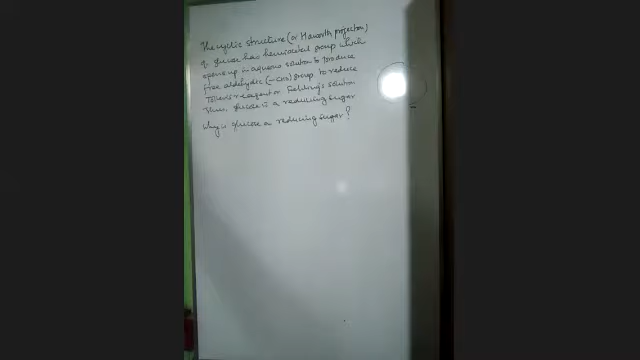 The cyclic structure (or Haworth projection)
of glucose has hemiacetal group which
opens up in aqueous solution to produce
free aldehydic (-CHO) group to reduce
Tollen's reagent or Fehling's solution
Thus, glucose is a reducing sugar
Why is glucose a reducing sugar?